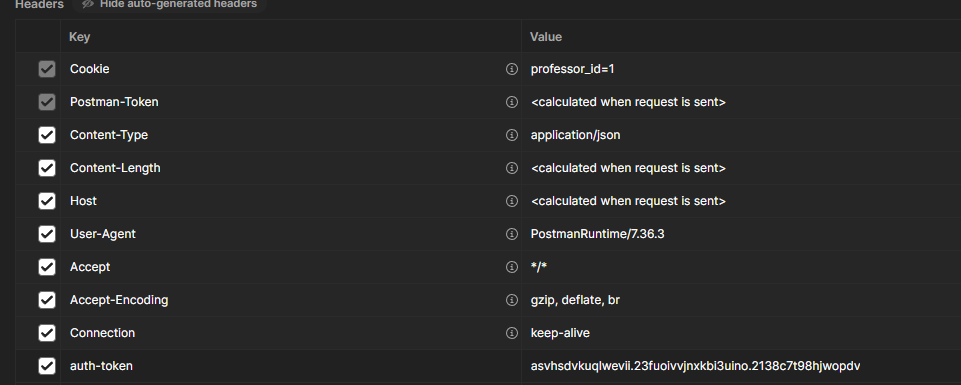 Headers Hide auto-generated headers
Key Value
Cookie professor_id=1
Postman-Token <calculated when request is sent>
Content-Type application/json
Content-Length <calculated when request is sent>
Host <calculated when request is sent>
User-Agent PostmanRuntime/7.36.3
Accept */*
Accept-Encoding gzip, deflate, br
Connection keep-alive
auth-token asvhsdvkuqlwevii.23fuoivvjnxkbi3uino.2138c7t98hjwopdv